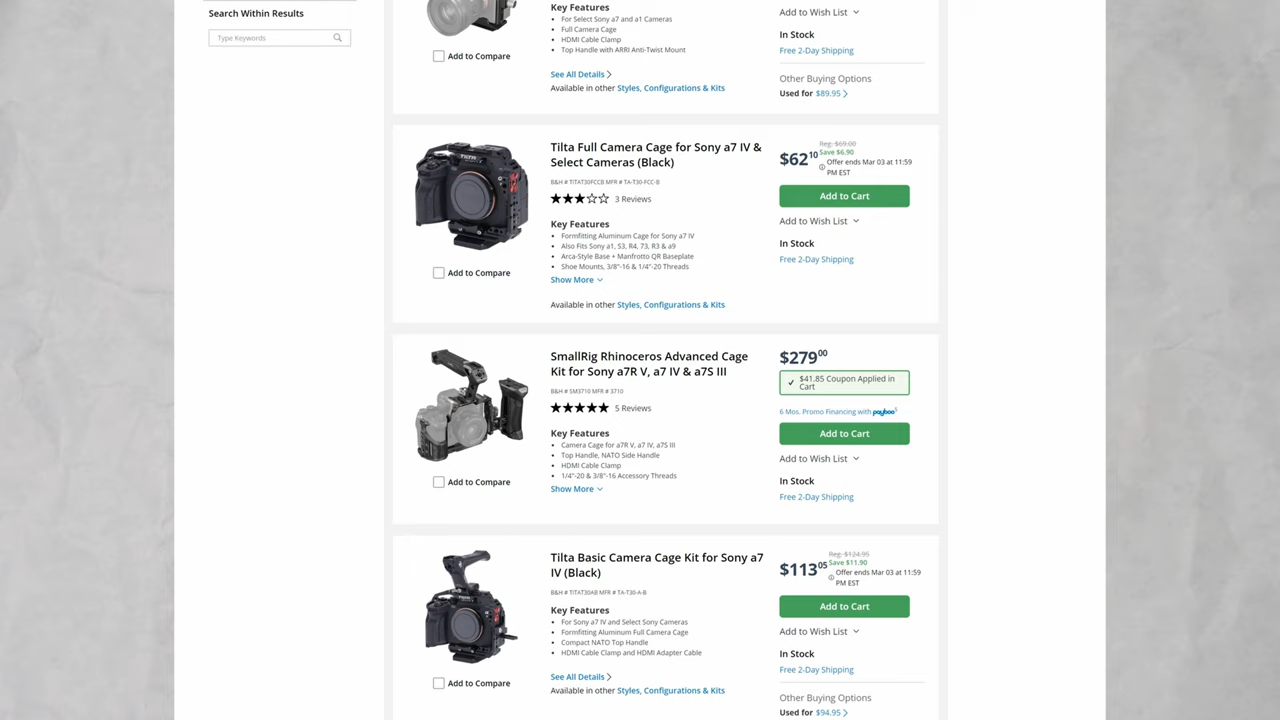 Search Within Results
Type Keywords
Add to Compare
Key Features
For Select Sony a7 and a1 Cameras
Full Camera Cage
HDMI Cable Clamp
Top Handle with ARRI Anti-Twist Mount
See All Details
Available in other Styles, Configurations & Kits
Add to Wish List
In Stock
Free 2-Day Shipping
Other Buying Options
Used for $89.95
TILTA
Add to Compare
Tilta Full Camera Cage for Sony a7 IV &
Select Cameras (Black)
B&H # TITAT30FCCB MFR # TA-T30-FCC-B
3 Reviews
Key Features
Formfitting Aluminum Cage for Sony a7 IV
Also Fits Sony a1, S3, R4, 73, R3 & a9
Arca-Style Base + Manfrotto QR Baseplate
Shoe Mounts, 3/8"-16 & 1/4"-20 Threads
Show More
Available in other Styles, Configurations & Kits
$62.10
Reg. $69.00
Save $6.90
Offer ends Mar 03 at 11:59
PM EST
Add to Cart
Add to Wish List
In Stock
Free 2-Day Shipping
Add to Compare
SmallRig Rhinoceros Advanced Cage
Kit for Sony a7R V, a7 IV & a7S III
B&H # SM3710 MFR # 3710
5 Reviews
Key Features
Camera Cage for a7R V, a7 IV, a7S III
Top Handle, NATO Side Handle
HDMI Cable Clamp
1/4"-20 & 3/8"-16 Accessory Threads
Show More
$279.00
$41.85 Coupon Applied in
Cart
6 Mos. Promo Financing with payboo
Add to Cart
Add to Wish List
In Stock
Free 2-Day Shipping
Add to Compare
Tilta Basic Camera Cage Kit for Sony a7
IV (Black)
B&H # TITAT30AB MFR # TA-T30-A-B
Key Features
For Sony a7 IV and Select Sony Cameras
Formfitting Aluminum Full Camera Cage
Compact NATO Top Handle
HDMI Cable Clamp and HDMI Adapter Cable
See All Details
Available in other Styles, Configurations & Kits
$113.05
Reg. $124.95
Save $11.90
Offer ends Mar 03 at 11:59
PM EST
Add to Cart
Add to Wish List
In Stock
Free 2-Day Shipping
Other Buying Options
Used for $94.95